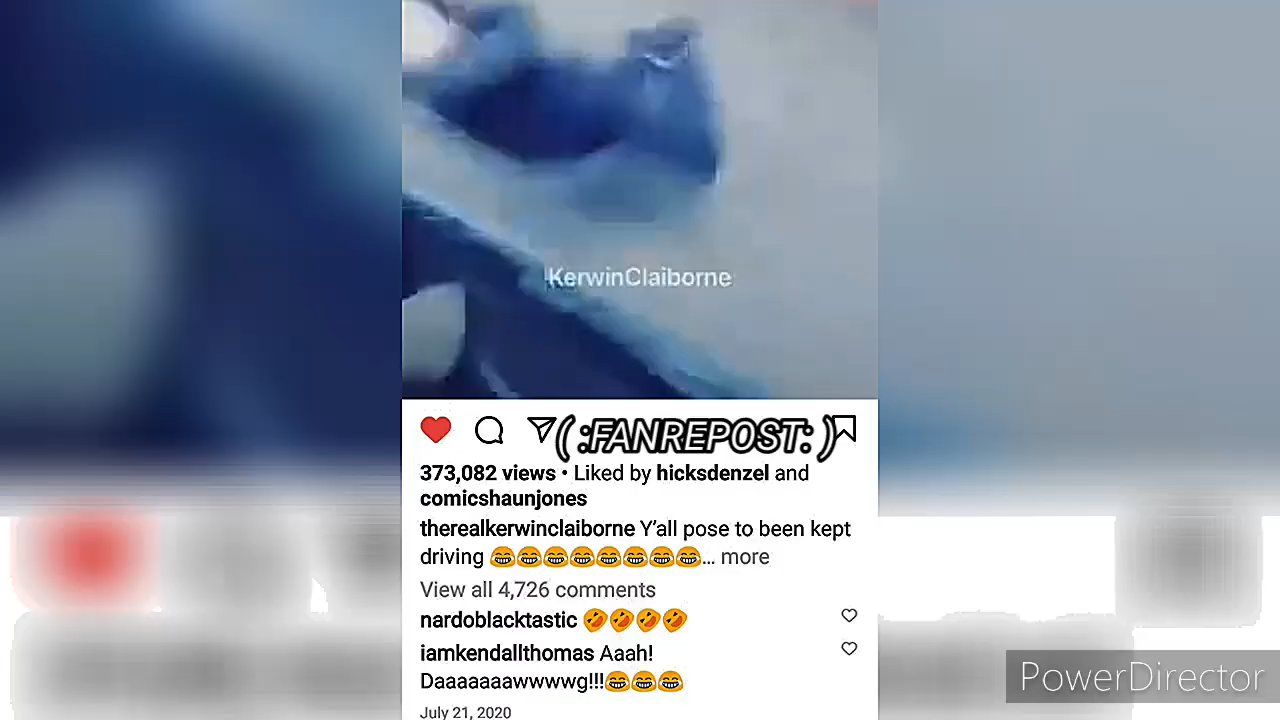 KerwinClaiborne
( :FANREPOST: )
373,082 views • Liked by hicksdenzel and
comicshaunjones
therealkerwinclaiborne Y’all pose to been kept
driving 😂😂😂😂😂😂😂😂... more
View all 4,726 comments
nardoblacktastic 🤣🤣🤣🤣
iamkendallthomas Aaah!
Daaaaaaawwwwg!!!😂😂😂
July 21, 2020
PowerDirector